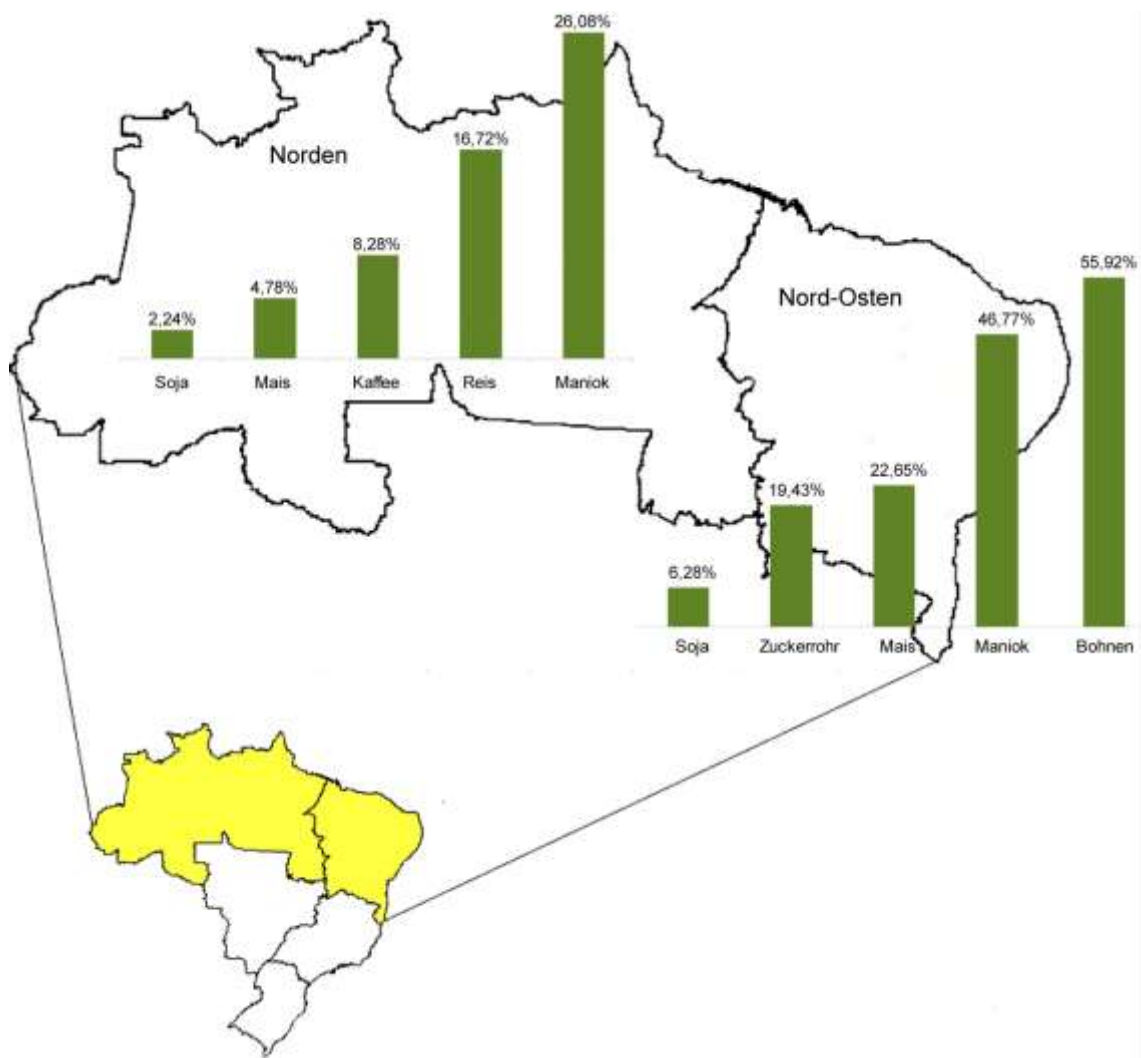 26,08%
16,72%
Norden
8,28%
4,78%
2,24%
Soja Mais Kaffee Reis Maniok
55,92%
Nord-Osten
46,77%
22,65%
19,43%
6,28%
Soja Zuckerrohr Mais Maniok Bohnen